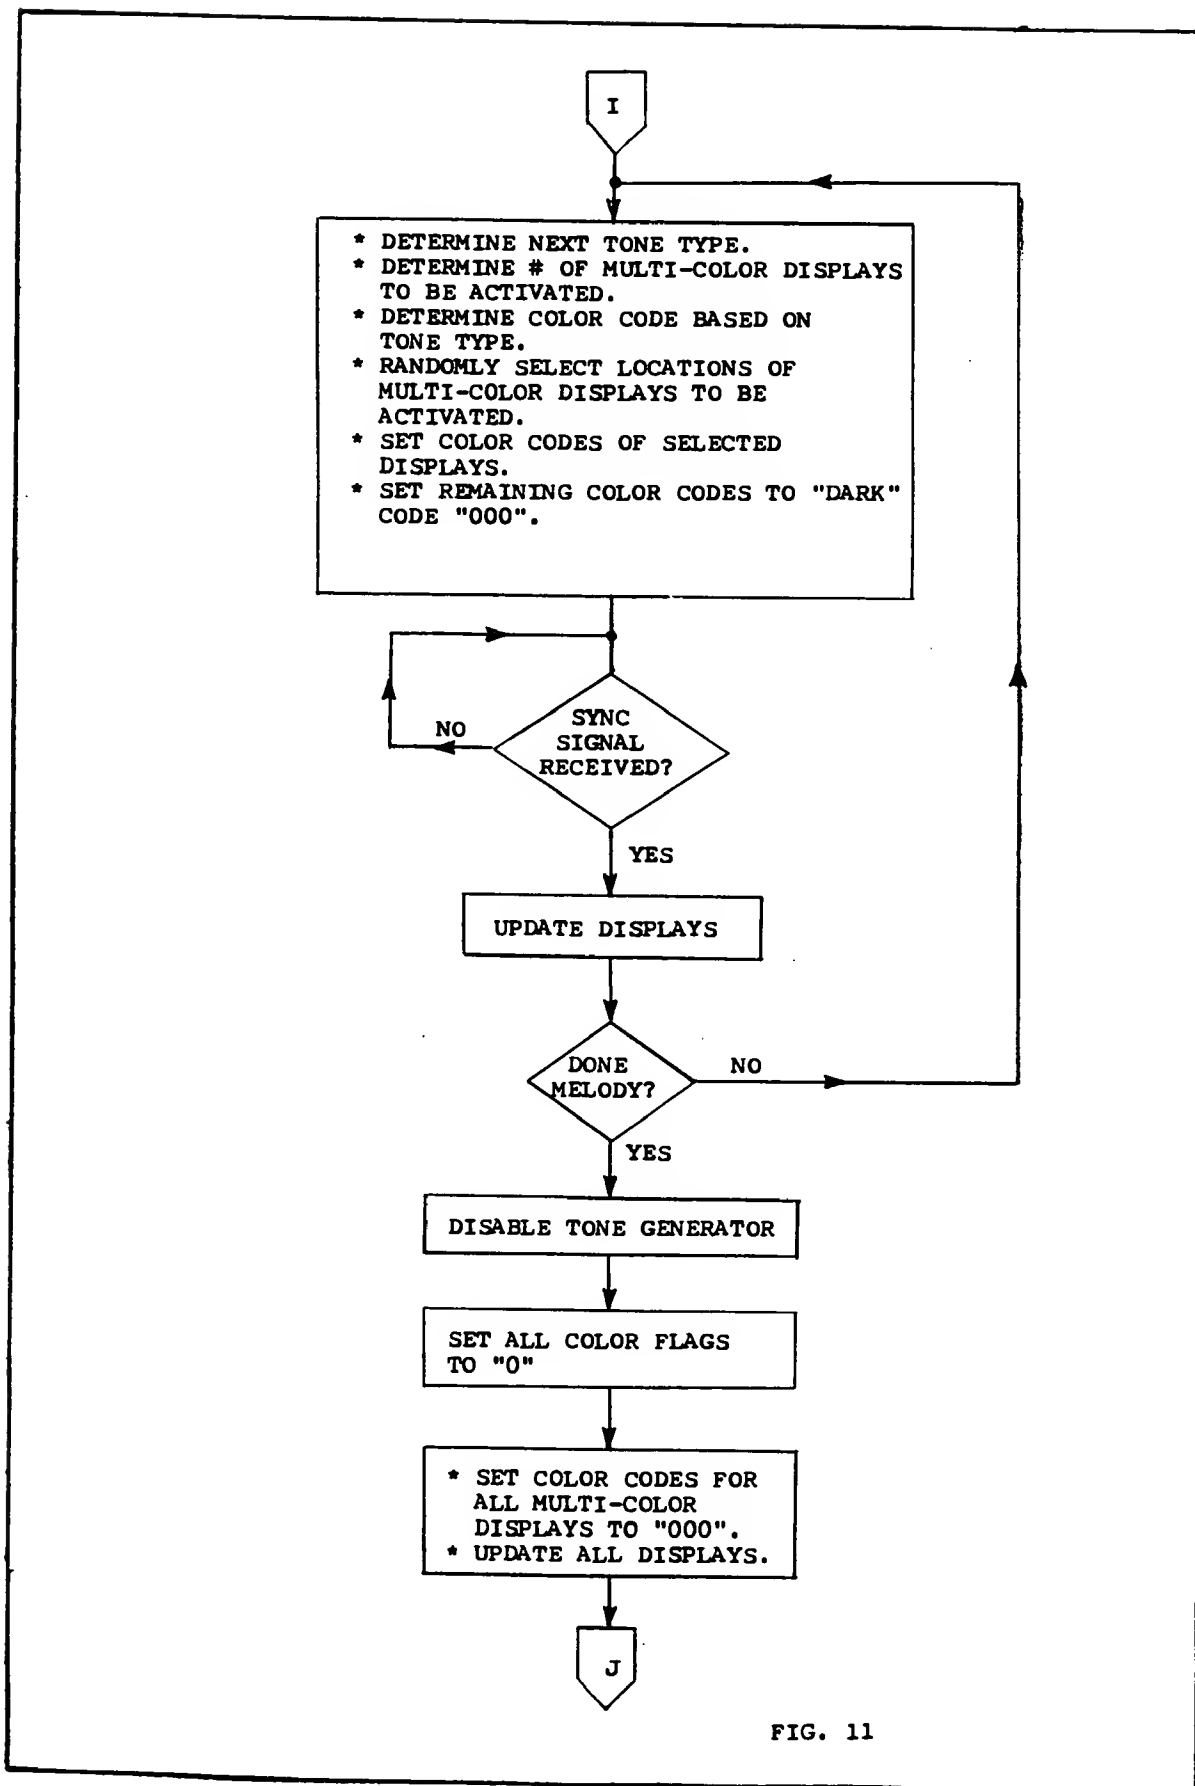 I
* DETERMINE NEXT TONE TYPE.
* DETERMINE # OF MULTI-COLOR DISPLAYS
TO BE ACTIVATED.
* DETERMINE COLOR CODE BASED ON
TONE TYPE.
* RANDOMLY SELECT LOCATIONS OF
MULTI-COLOR DISPLAYS TO BE
ACTIVATED.
* SET COLOR CODES OF SELECTED
DISPLAYS.
* SET REMAINING COLOR CODES TO "DARK"
CODE "000".
NO
SYNC
SIGNAL
RECEIVED?
YES
UPDATE DISPLAYS
DONE
MELODY?
NO
YES
DISABLE TONE GENERATOR
SET ALL COLOR FLAGS
TO "0"
* SET COLOR CODES FOR
ALL MULTI-COLOR
DISPLAYS TO "000".
* UPDATE ALL DISPLAYS.
J
FIG. 11